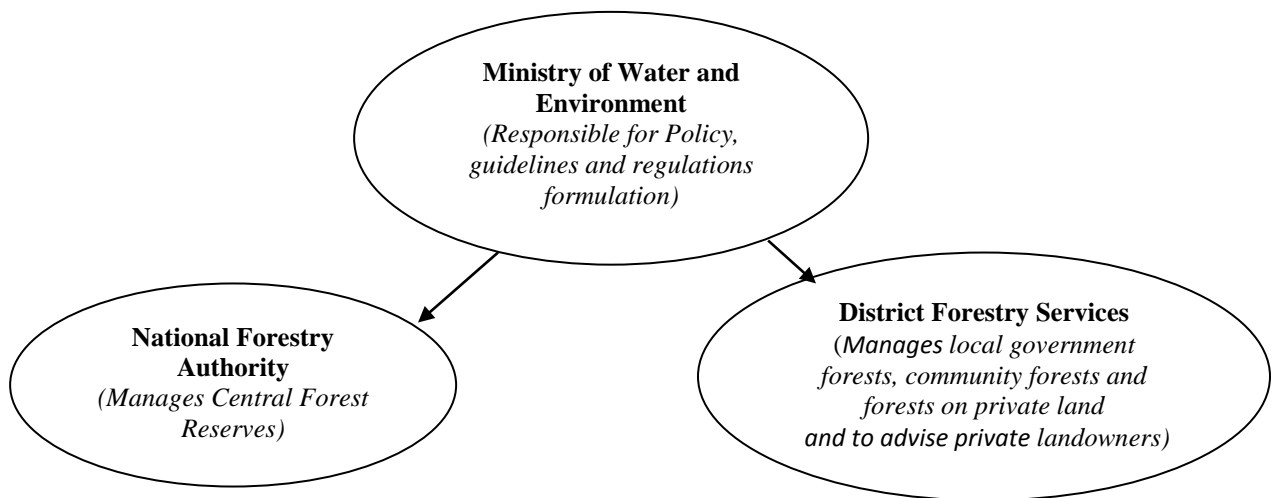 Ministry of Water and
Environment
(Responsible for Policy,
guidelines and regulations
formulation)
National Forestry
Authority
(Manages Central Forest
Reserves)
District Forestry Services
(Manages local government
forests, community forests and
forests on private land
and to advise private landowners)